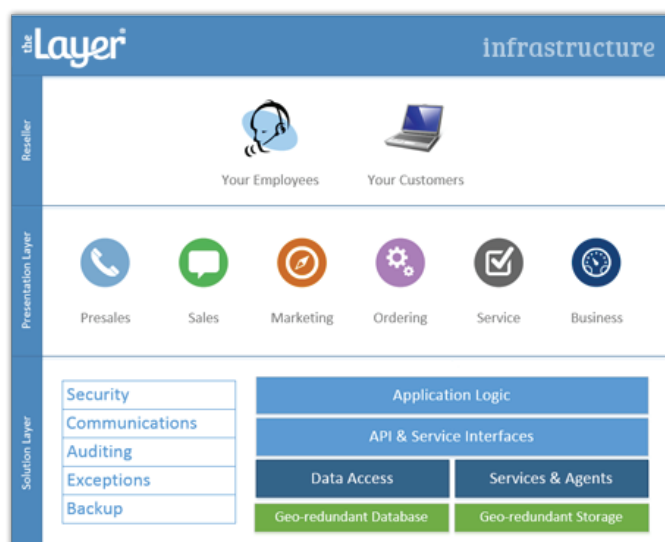 the Layer
infrastructure
Reseller
Your Employees
Your Customers
Presentation Layer
Presales
Sales
Marketing
Ordering
Service
Business
Solution Layer
Security
Communications
Auditing
Exceptions
Backup
Application Logic
API & Service Interfaces
Data Access
Services & Agents
Geo-redundant Database
Geo-redundant Storage